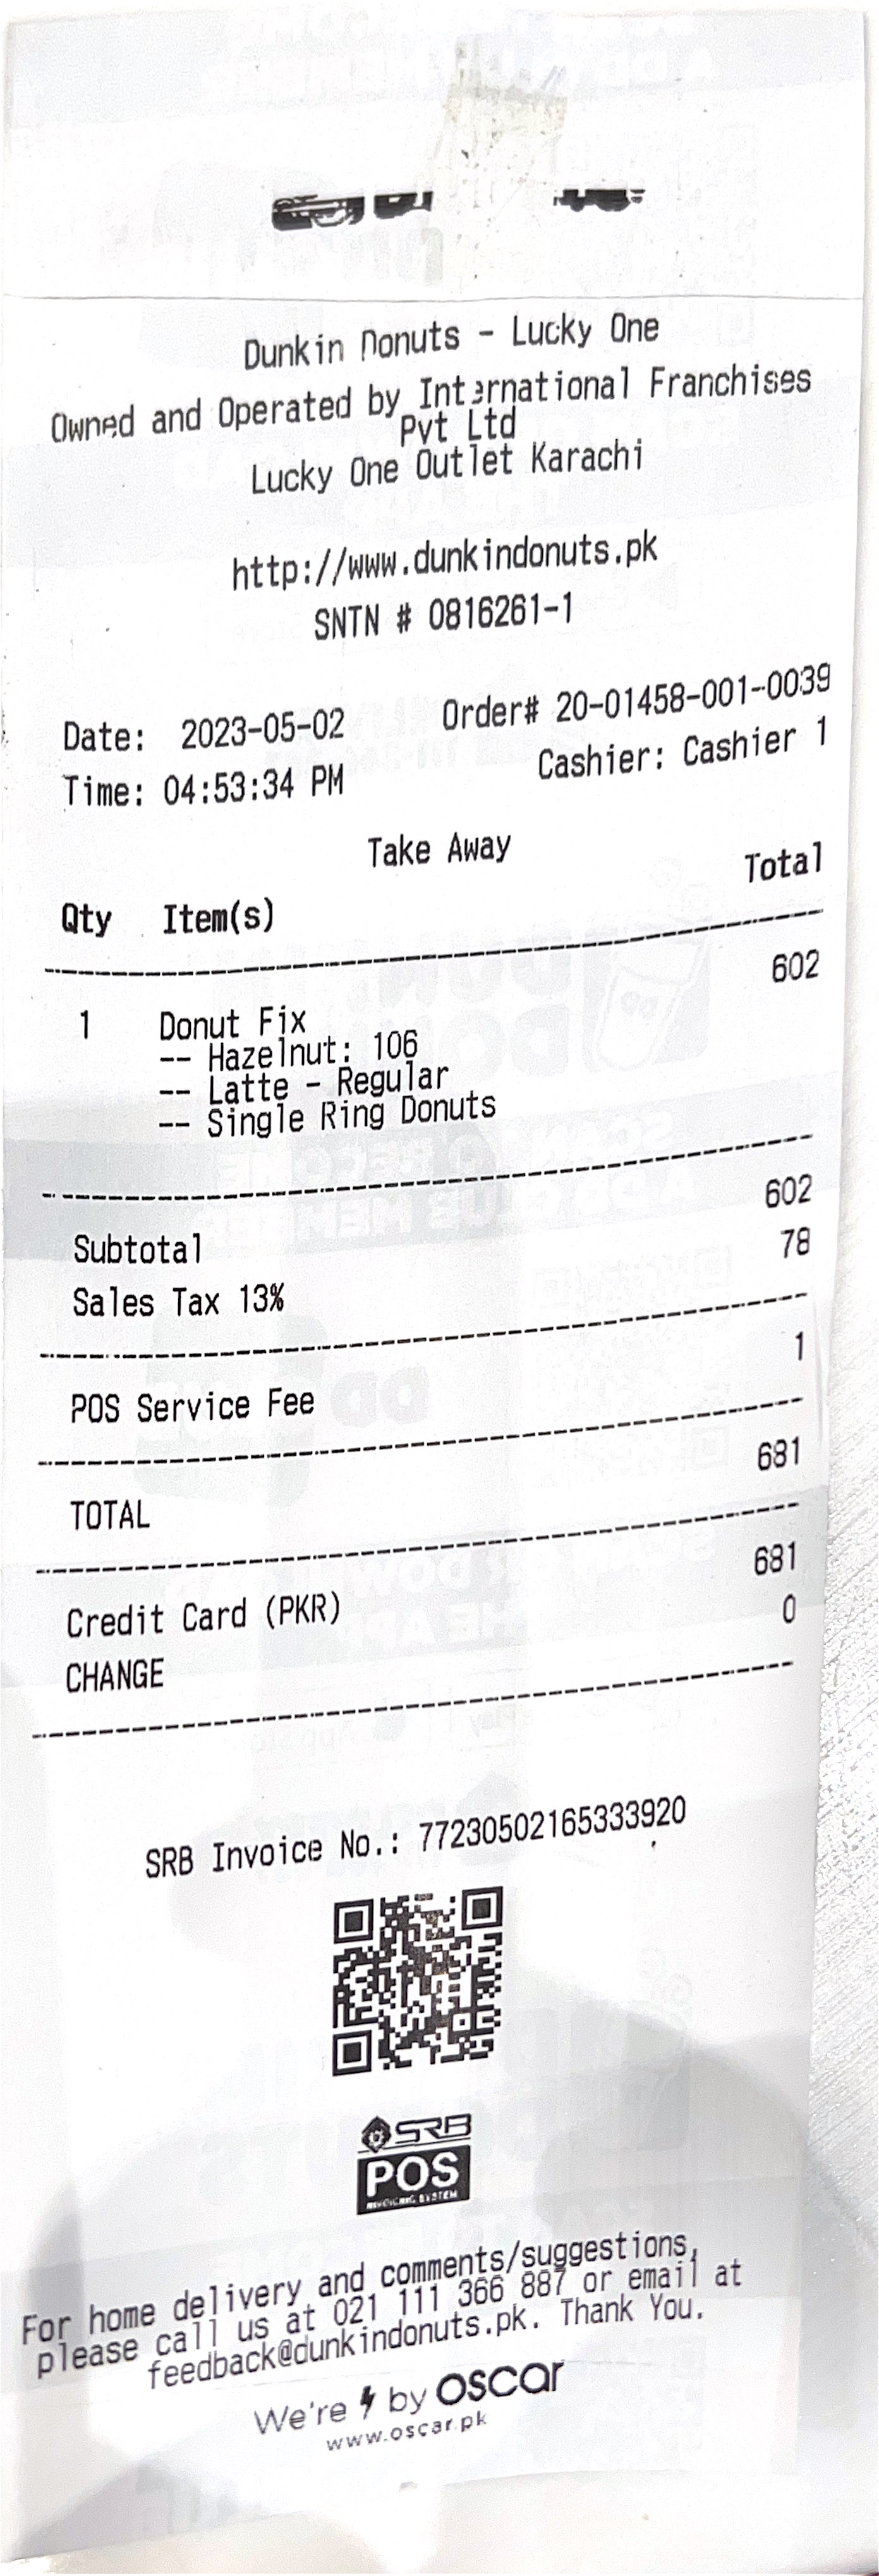 Dunkin Donuts - Lucky One
Owned and Operated by International Franchises
Pvt Ltd
Lucky One Outlet Karachi
http://www.dunkindonuts.pk
SNTN # 0816261-1
Date: 2023-05-02 Order# 20-01458-001-0039
Time: 04:53:34 PM Cashier: Cashier 1
Take Away
Qty Item(s) Total
1 Donut Fix 602
-- Hazelnut: 106
-- Latte - Regular
-- Single Ring Donuts
Subtotal 602
Sales Tax 13% 78
POS Service Fee 1
TOTAL 681
Credit Card (PKR) 681
CHANGE 0
SRB Invoice No.: 77230502165333920
SRB
POS
INVOICING SYSTEM
For home delivery and comments/suggestions,
please call us at 021 111 366 887 or email at
feedback@dunkindonuts.pk. Thank You.
We're by oscar
www.oscar.pk